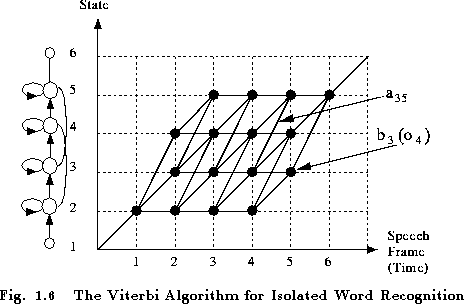 State
6
5
4
3
2
1
a35
b3(o4)
1 2 3 4 5 6
Speech
Frame
(Time)
Fig. 1.6 The Viterbi Algorithm for Isolated Word Recognition